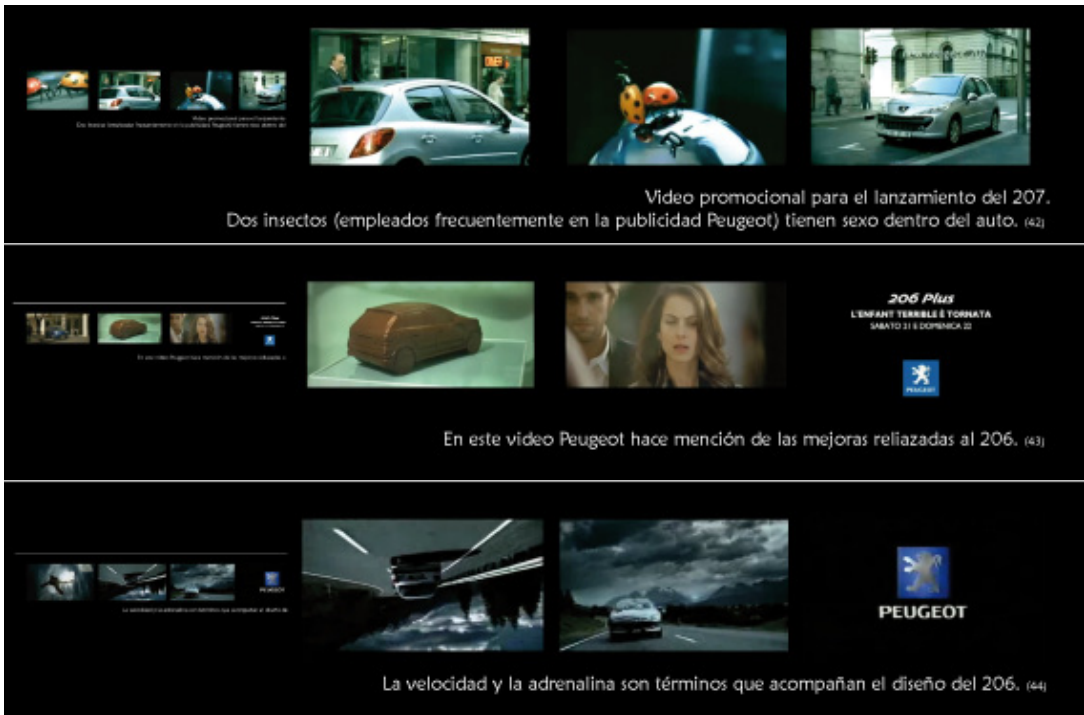 Video promocional para el lanzamiento del 207.
Dos insectos (empleados frecuentemente en la publicidad Peugeot) tienen sexo dentro del auto. (42)
206 Plus
L'ENFANT TERRIBLE È TORNATA
SABATO 21 E DOMENICA 22
PEUGEOT
En este video Peugeot hace mención de las mejoras reliazadas al 206. (43)
PEUGEOT
La velocidad y la adrenalina son términos que acompañan el diseño del 206. (44)